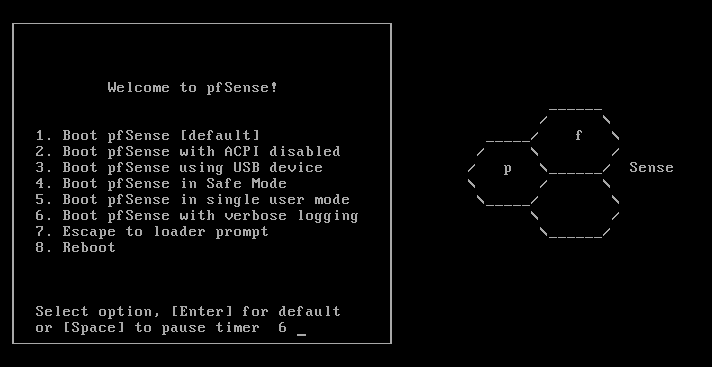 Welcome to pfSense!
1. Boot pfSense [default]
2. Boot pfSense with ACPI disabled
3. Boot pfSense using USB device
4. Boot pfSense in Safe Mode
5. Boot pfSense in single user mode
6. Boot pfSense with verbose logging
7. Escape to loader prompt
8. Reboot
Select option, [Enter] for default
or [Space] to pause timer  6 _
f
p
Sense